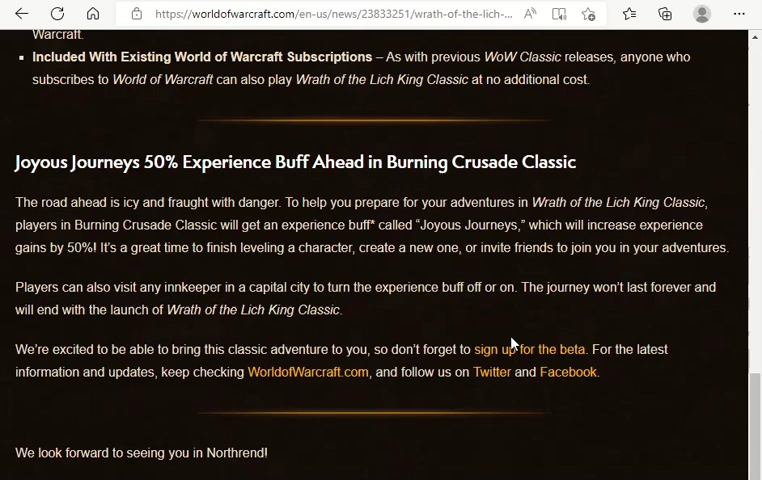 https://worldofwarcraft.com/en-us/news/23833251/wrath-of-the-lich-...
Warcraft.
▪ Included With Existing World of Warcraft Subscriptions – As with previous WoW Classic releases, anyone who
subscribes to World of Warcraft can also play Wrath of the Lich King Classic at no additional cost.
Joyous Journeys 50% Experience Buff Ahead in Burning Crusade Classic
The road ahead is icy and fraught with danger. To help you prepare for your adventures in Wrath of the Lich King Classic,
players in Burning Crusade Classic will get an experience buff* called “Joyous Journeys,” which will increase experience
gains by 50%! It's a great time to finish leveling a character, create a new one, or invite friends to join you in your adventures.
Players can also visit any innkeeper in a capital city to turn the experience buff off or on. The journey won’t last forever and
will end with the launch of Wrath of the Lich King Classic.
We’re excited to be able to bring this classic adventure to you, so don’t forget to sign up for the beta. For the latest
information and updates, keep checking WorldofWarcraft.com, and follow us on Twitter and Facebook.
We look forward to seeing you in Northrend!